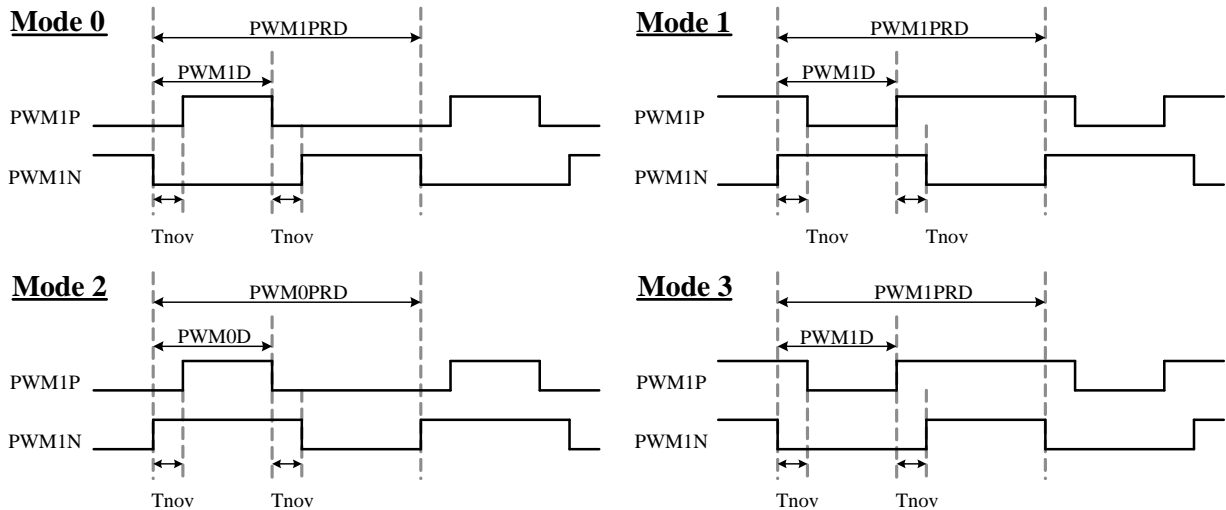 Mode 0
PWM1PRD
PWM1D
PWM1P
PWM1N
Tnov
Tnov
Mode 1
PWM1PRD
PWM1D
PWM1P
PWM1N
Tnov
Tnov
Mode 2
PWM0PRD
PWM0D
PWM1P
PWM1N
Tnov
Tnov
Mode 3
PWM1PRD
PWM1D
PWM1P
PWM1N
Tnov
Tnov